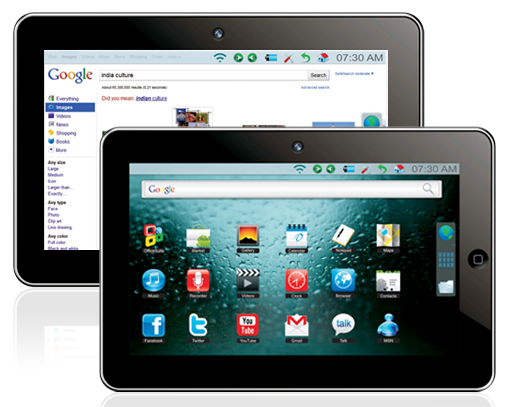 07:30 AM
Google
india culture
Search
SafeSearch moderate
About 65,300,000 results (0.21 seconds)
Advanced search
Did you mean: indian culture
Everything
Images
Videos
News
Shopping
Books
More
Any size
Large
Medium
Icon
Larger than...
Exactly...
Any type
Face
Photo
Clip art
Line drawing
Any color
Full color
Black and white
07:30 AM
Google
OfficeSuite
Market
Gallery
Calendar
Notepad
Maps
Music
Recorder
Videos
Clock
Browser
Contacts
You
Tube
talk
Facebook
Twitter
YouTube
Gmail
Talk
MSN